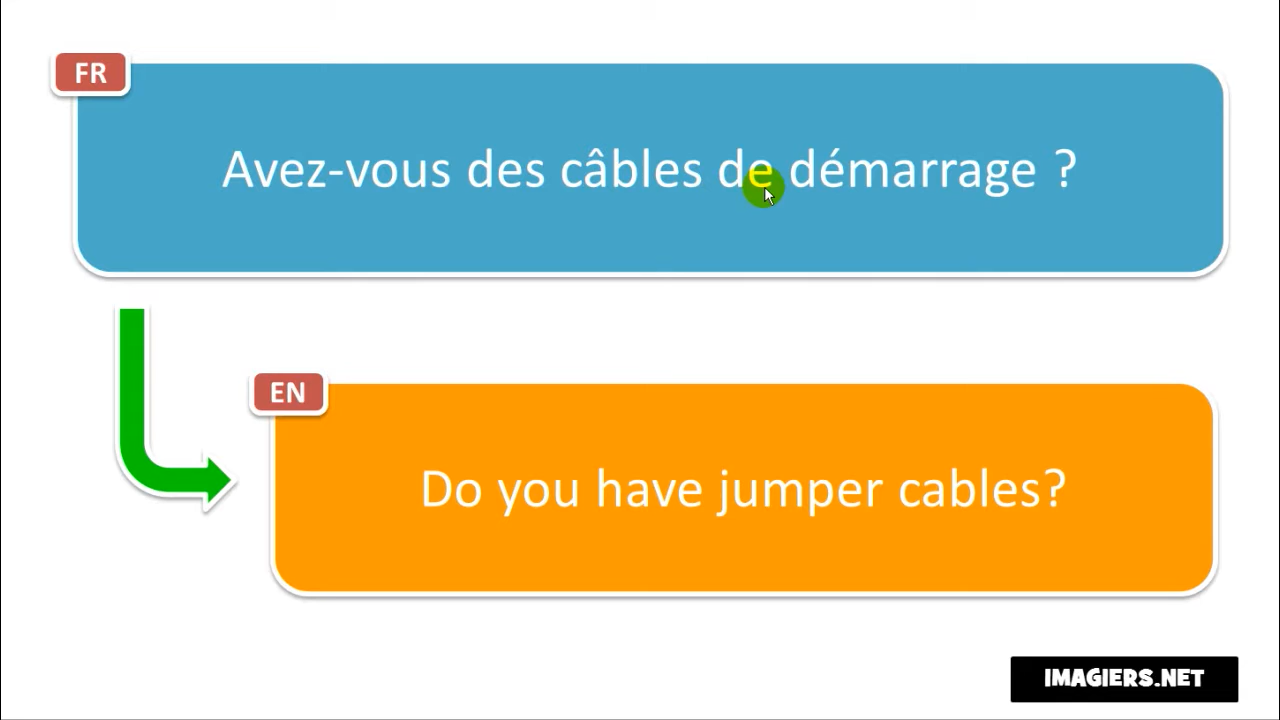 FR
Avez-vous des câbles de démarrage ?
EN
Do you have jumper cables?
IMAGIERS.NET